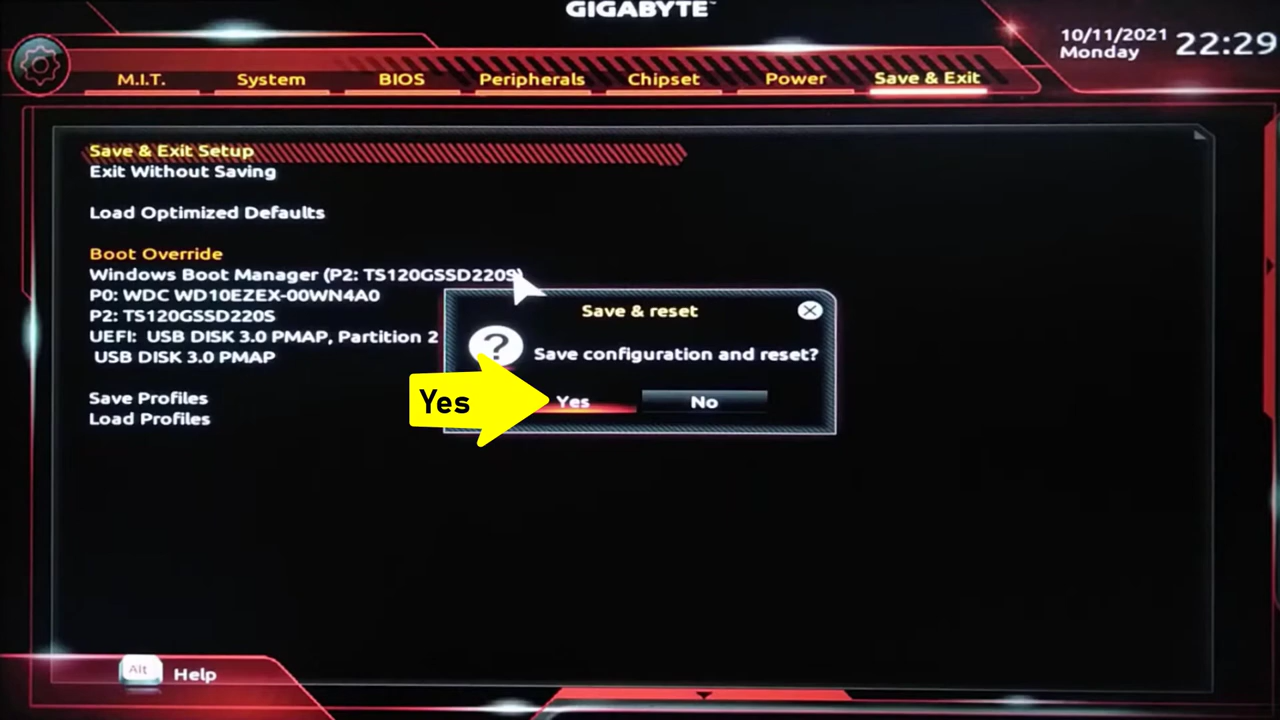 GIGABYTE™
10/11/2021
Monday
22:29
M.I.T. System BIOS Peripherals Chipset Power Save & Exit
Save & Exit Setup
Exit Without Saving
Load Optimized Defaults
Boot Override
Windows Boot Manager (P2: TS120GSSD220S)
P0: WDC WD10EZEX-00WN4A0
P2: TS120GSSD220S
UEFI: USB DISK 3.0 PMAP, Partition 2
USB DISK 3.0 PMAP
Save Profiles
Load Profiles
Save & reset
?
Save configuration and reset?
Yes
Yes
No
Alt
Help